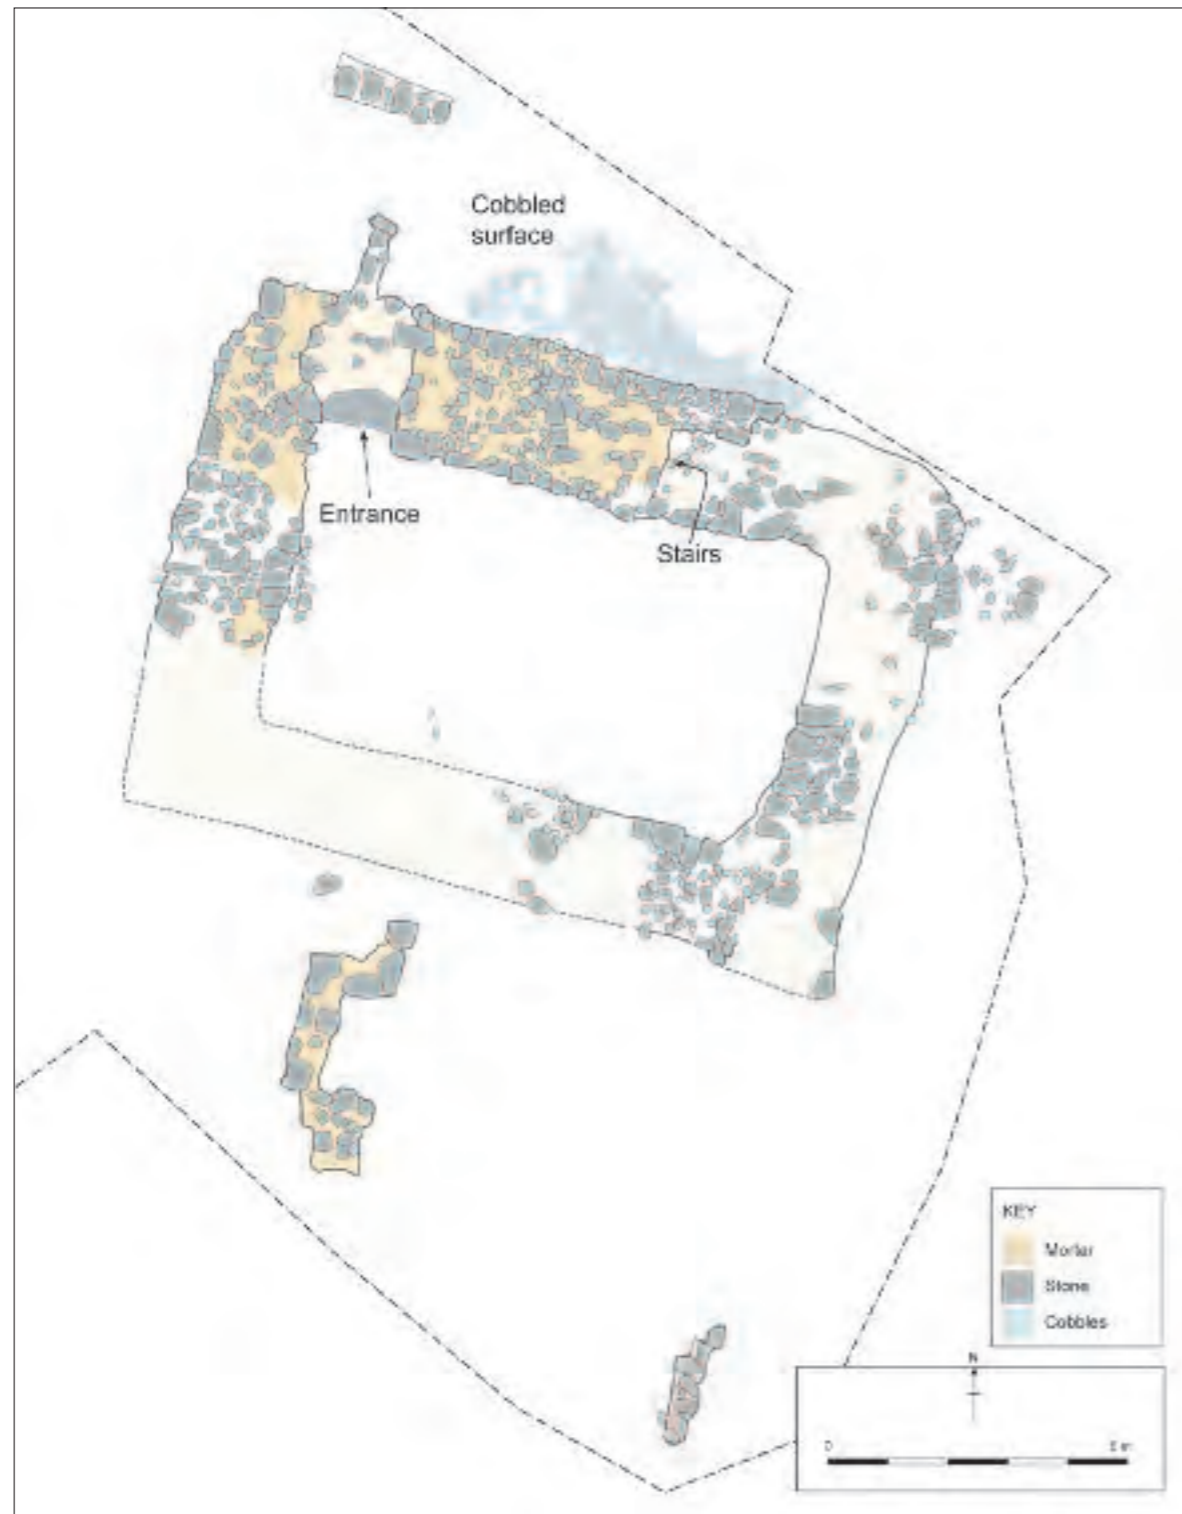 Cobbled
surface
Entrance
Stairs
KEY
Mortar
Stone
Cobbles
N
0
5 m